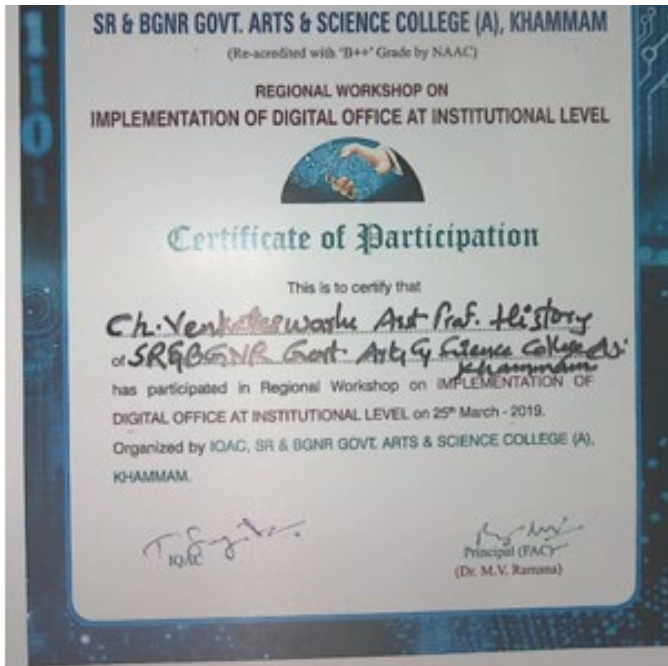 SR & BGNR GOVT. ARTS & SCIENCE COLLEGE (A), KHAMMAM
(Re-acredited with "B++" Grade by NAAC)
REGIONAL WORKSHOP ON
IMPLEMENTATION OF DIGITAL OFFICE AT INSTITUTIONAL LEVEL
Certificate of Participation
This is to certify that
Ch. Venkateswarlu Asst Prof. History
of SR&BGNR Govt. Arts & Science College (A)
Khammam
has participated in Regional Workshop on IMPLEMENTATION OF
DIGITAL OFFICE AT INSTITUTIONAL LEVEL on 25th March - 2019.
Organized by IQAC, SR & BGNR GOVT. ARTS & SCIENCE COLLEGE (A),
KHAMMAM.
IQAC
Principal (FAC)
(Dr. M.V. Ramana)